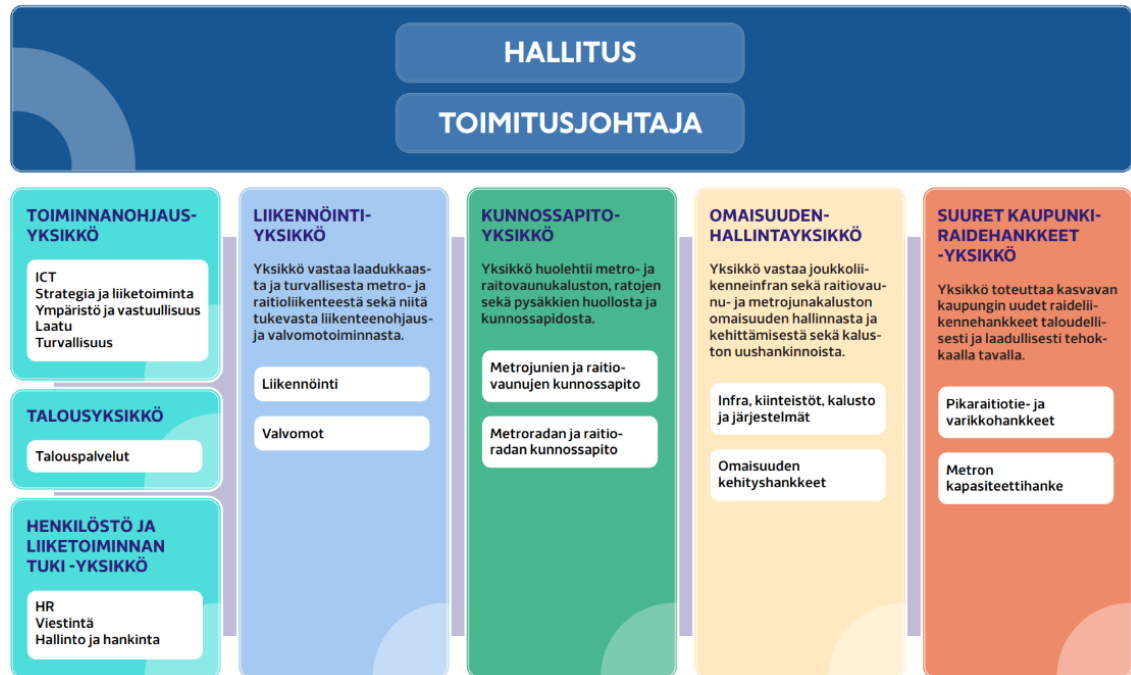 HALLITUS
TOIMITUSJOHTAJA
TOIMINNANOHJAUS-
YKSIKKÖ
ICT
Strategia ja liiketoiminta
Ympäristö ja vastuullisuus
Laatu
Turvallisuus
TALOUSYKSIKKÖ
Talouspalvelut
HENKILÖSTÖ JA
LIIKETOIMINNAN
TUKI -YKSIKKÖ
HR
Viestintä
Hallinto ja hankinta
LIIKENNÖINTI-
YKSIKKÖ
Yksikkö vastaa laadukkaas-
ta ja turvallisesta metro- ja
raitioliikenteestä sekä niitä
tukevasta liikenteenohjaus-
ja valvomotoiminnasta.
Liikennöinti
Valvomot
KUNNOSSAPITO-
YKSIKKÖ
Yksikkö huolehtii metro- ja
raitovaunukaluston, ratojen
sekä pysäkkien huollosta ja
kunnossapidosta.
Metrojunien ja raitio-
vaunujen kunnossapito
Metroradan ja raitio-
radan kunnossapito
OMAISUUDEN-
HALLINTAYKSIKKÖ
Yksikkö vastaa joukkolii-
kenneinfran sekä raitiovau-
nu- ja metrojunakaluston
omaisuuden hallinnasta ja
kehittämisestä sekä kalus-
ton uushankinnoista.
Infra, kiinteistöt, kalusto
ja järjestelmät
Omaisuuden
kehityshankkeet
SUURET KAUPUNKI-
RAIDEHANKKEET
-YKSIKKÖ
Yksikkö toteuttaa kasvavan
kaupungin uudet raidelii-
kennehankkeet taloudelli-
sesti ja laadullisesti tehok-
kaalla tavalla.
Pikaraitiotie- ja
varikkohankkeet
Metron
kapasiteettihanke